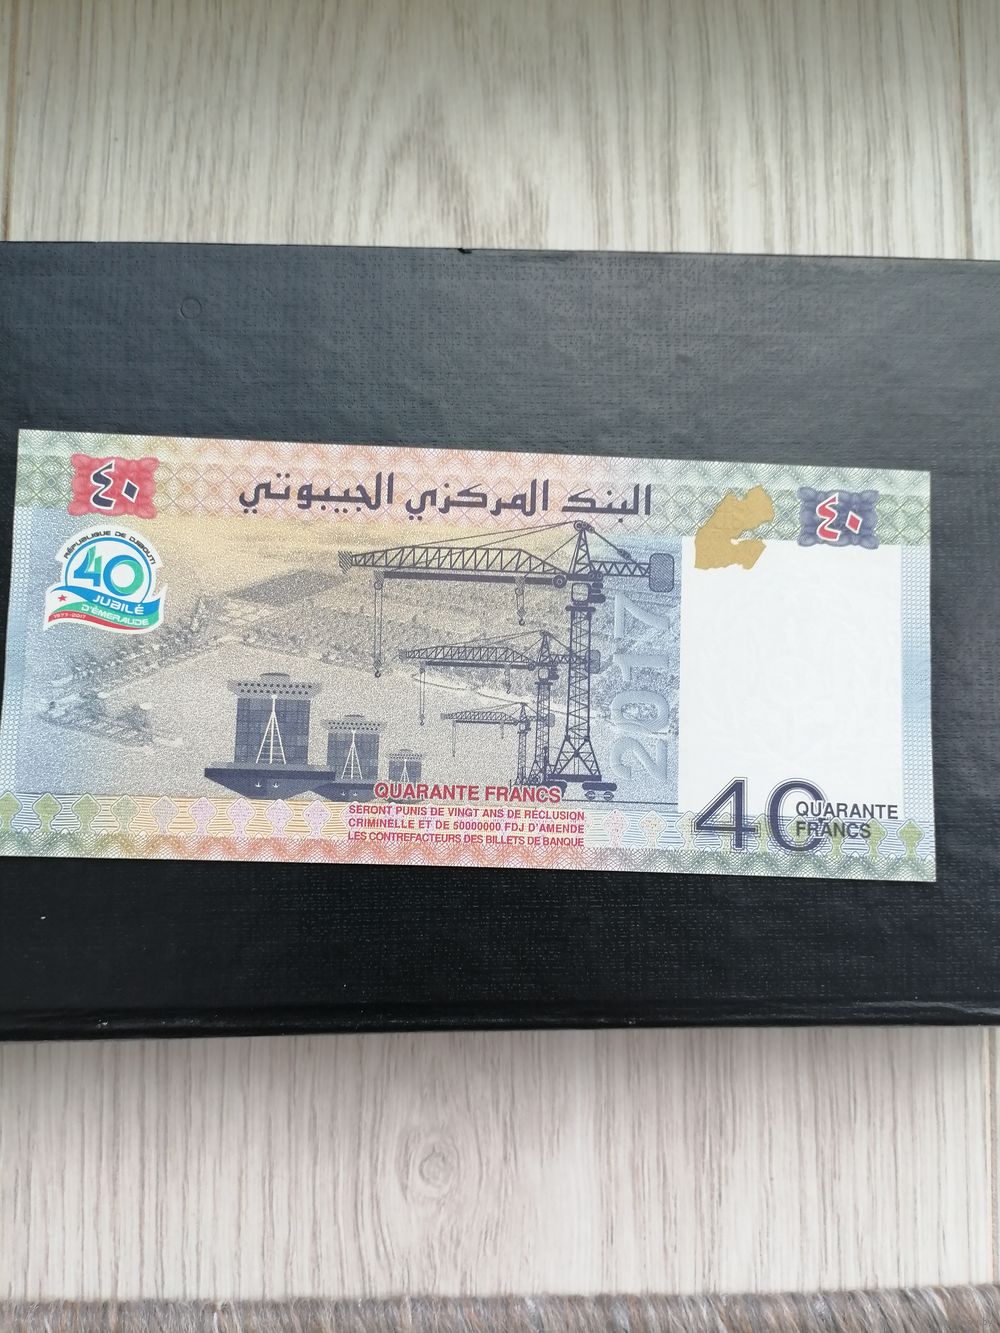 ٤٠
البنك المركزي الجيبوتي
٤٠
RÉPUBLIQUE DE DJIBOUTI
40
JUBILÉ
D'ÉMERAUDE
1977-2017
2017
QUARANTE FRANCS
SERONT PUNIS DE VINGT ANS DE RÉCLUSION
CRIMINELLE ET DE 50000000 FDJ D'AMENDE
LES CONTREFACTEURS DES BILLETS DE BANQUE
40
QUARANTE
FRANCS